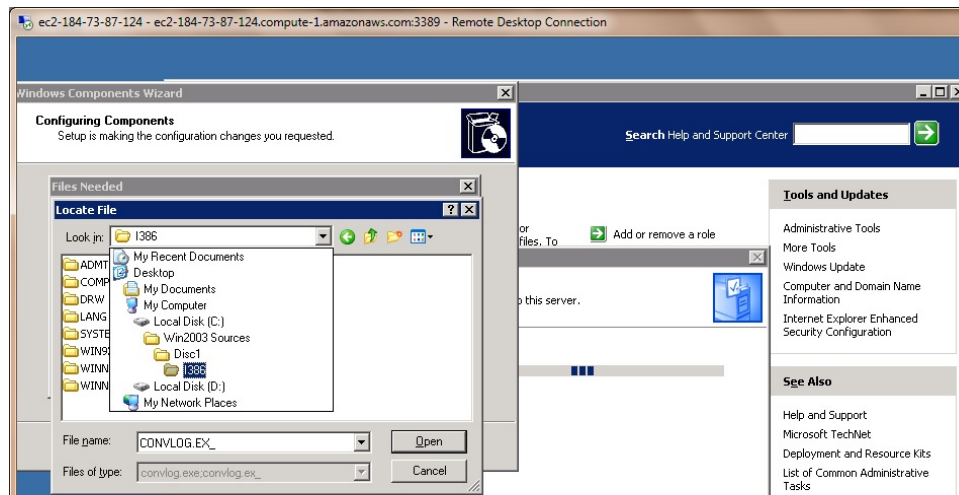 ec2-184-73-87-124 - ec2-184-73-87-124.compute-1.amazonaws.com:3389 - Remote Desktop Connection
Windows Components Wizard
Configuring Components
Setup is making the configuration changes you requested.
Search Help and Support Center
Files Needed
Locate File
Look in: I386
My Recent Documents
Desktop
My Documents
My Computer
Local Disk (C:)
Win2003 Sources
Disc1
I386
Local Disk (D:)
My Network Places
ADMT
COMP
DRW
LANG
SYSTE
WIN9
WINN
WINN
File name: CONVLOG.EX_
Open
Files of type: convlog.exe;convlog.ex_
Cancel
or
files. To
Add or remove a role
o this server.
Tools and Updates
Administrative Tools
More Tools
Windows Update
Computer and Domain Name
Information
Internet Explorer Enhanced
Security Configuration
See Also
Help and Support
Microsoft TechNet
Deployment and Resource Kits
List of Common Administrative
Tasks